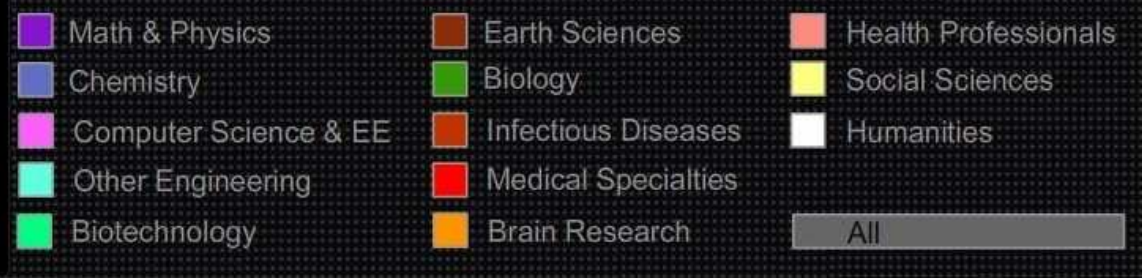 Math & Physics
Chemistry
Computer Science & EE
Other Engineering
Biotechnology
Earth Sciences
Biology
Infectious Diseases
Medical Specialties
Brain Research
Health Professionals
Social Sciences
Humanities
All